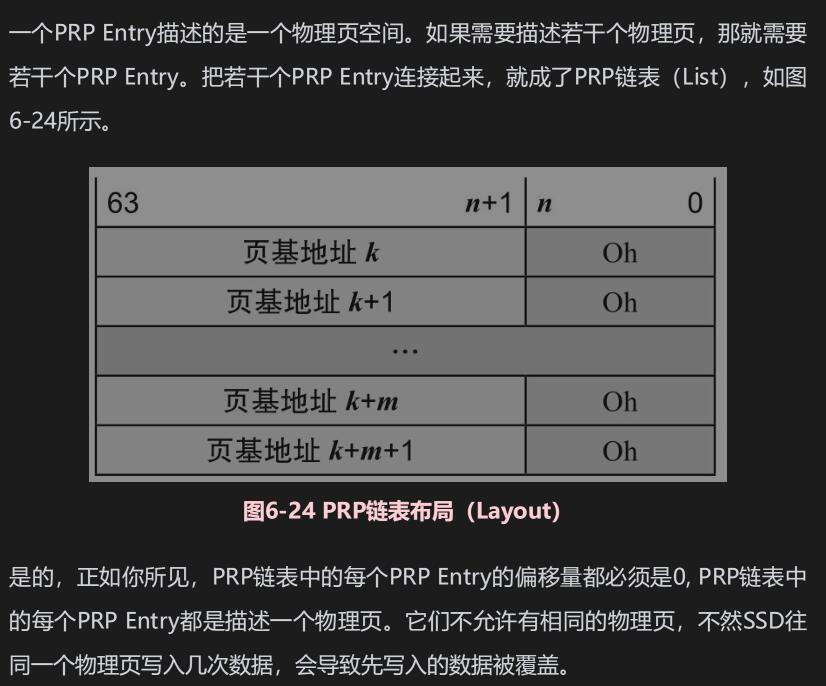 一个PRP Entry描述的是一个物理页空间。如果需要描述若干个物理页，那就需要
若干个PRP Entry。把若干个PRP Entry连接起来，就成了PRP链表（List），如图
6-24所示。
63 n+1 n 0
页基地址 k Oh
页基地址 k+1 Oh
…
页基地址 k+m Oh
页基地址 k+m+1 Oh
图6-24 PRP链表布局（Layout）
是的，正如你所见，PRP链表中的每个PRP Entry的偏移量都必须是0, PRP链表中
的每个PRP Entry都是描述一个物理页。它们不允许有相同的物理页，不然SSD往
同一个物理页写入几次数据，会导致先写入的数据被覆盖。